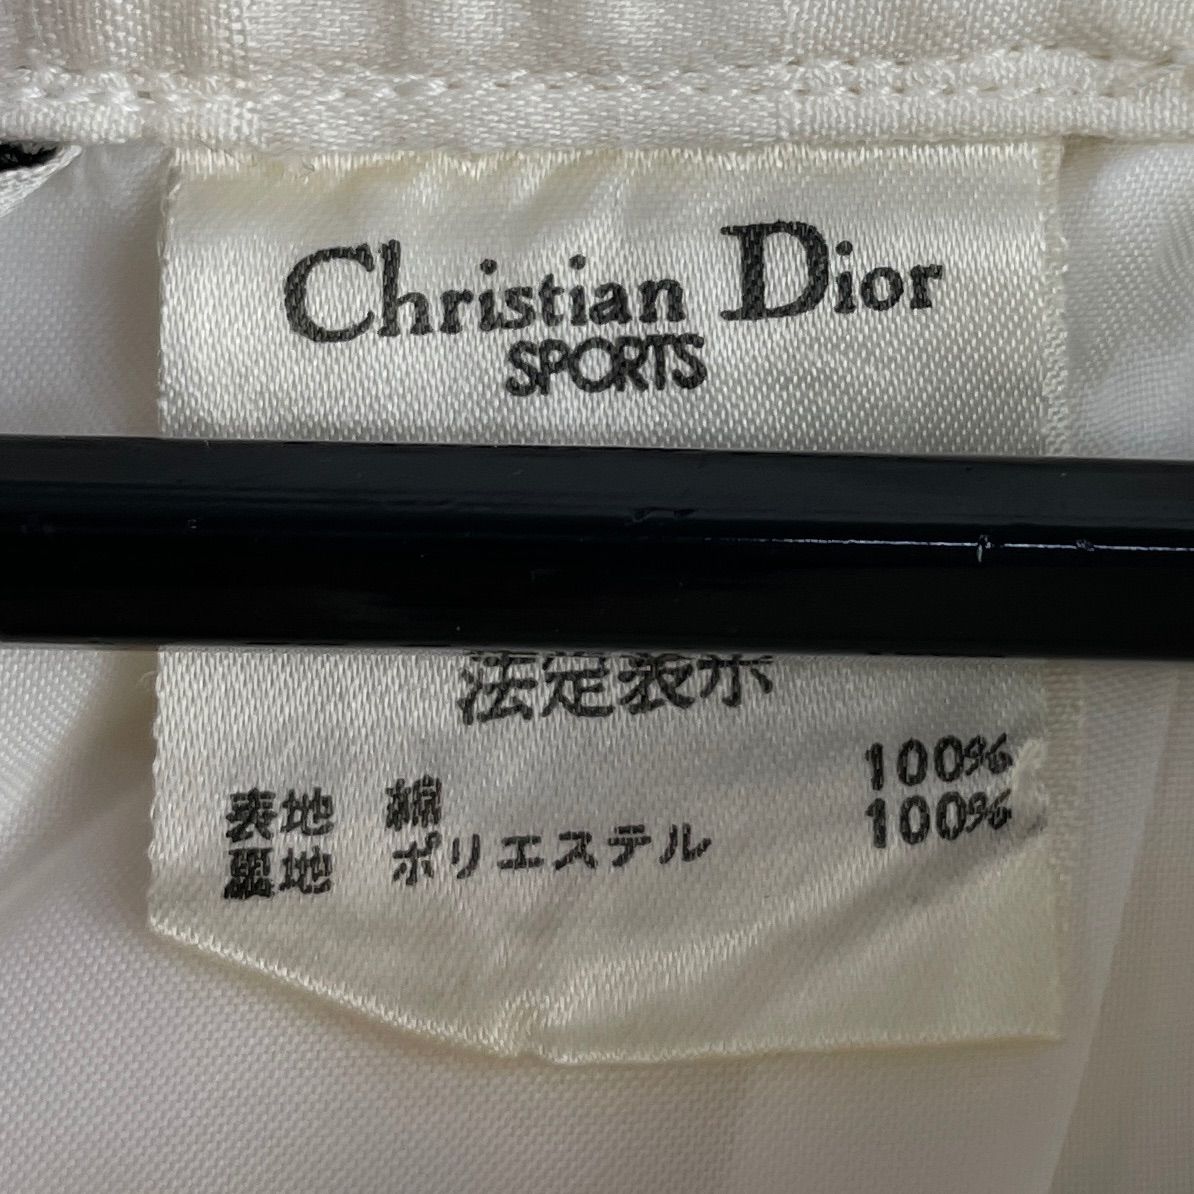 Christian Dior
SPORTS
法定表示
表地 綿 100%
裏地 ポリエステル 100%